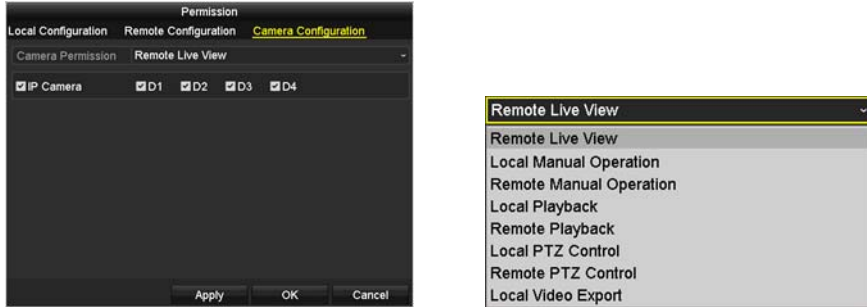 Permission
Local Configuration Remote Configuration Camera Configuration
Camera Permission Remote Live View
IP Camera D1 D2 D3 D4
Apply OK Cancel
Remote Live View
Remote Live View
Local Manual Operation
Remote Manual Operation
Local Playback
Remote Playback
Local PTZ Control
Remote PTZ Control
Local Video Export